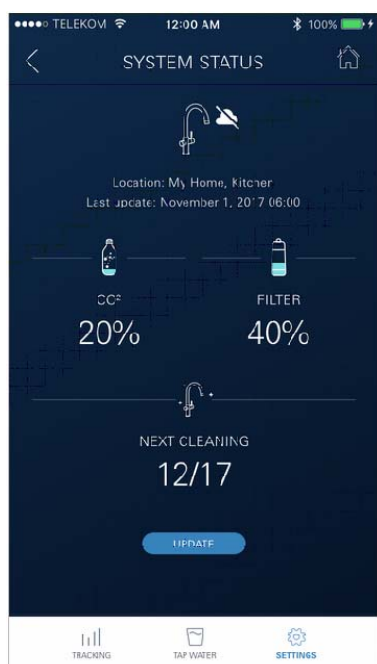 TELEKOM 12:00 AM 100%
SYSTEM STATUS
Location: My Home, Kitchen
Last update: November 1, 2017 06:00
CO² FILTER
20% 40%
NEXT CLEANING
12/17
UPDATE
TRACKING TAP WATER SETTINGS